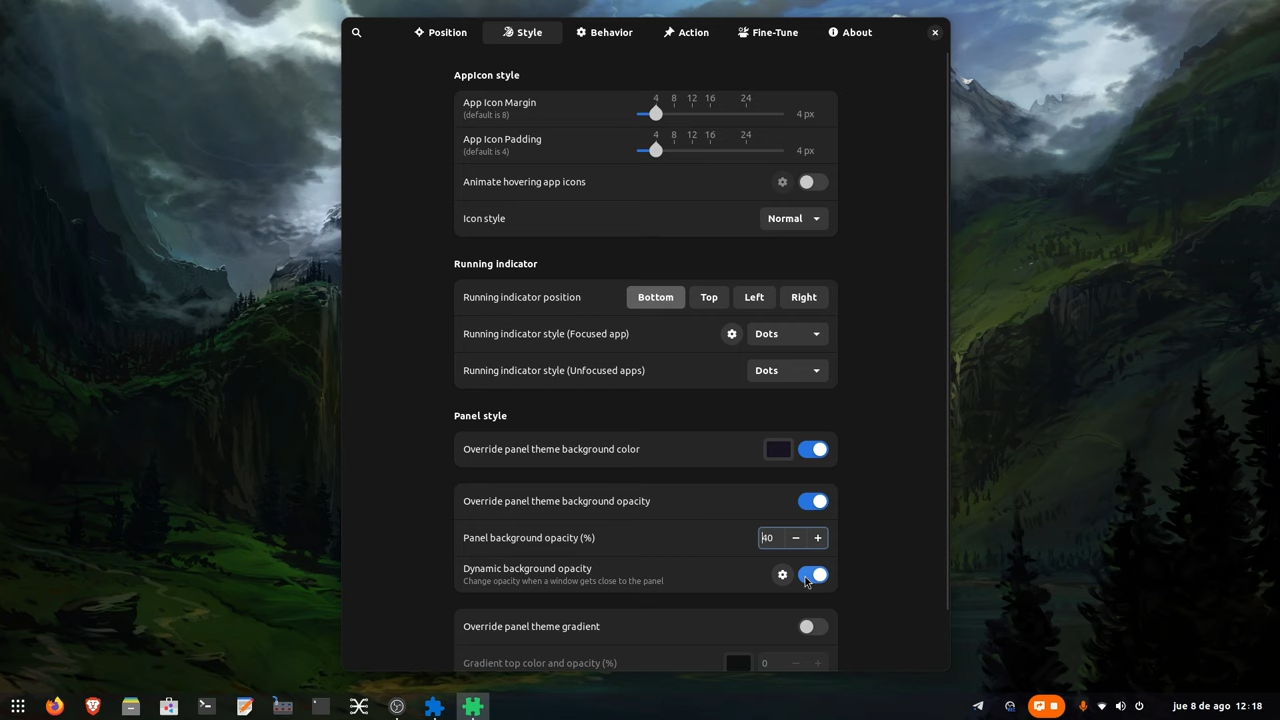 Position
Style
Behavior
Action
Fine-Tune
About
AppIcon style
App Icon Margin
(default is 8)
4 8 12 16 24
4 px
App Icon Padding
(default is 4)
4 8 12 16 24
4 px
Animate hovering app icons
Icon style
Normal
Running indicator
Running indicator position
Bottom
Top
Left
Right
Running indicator style (Focused app)
Dots
Running indicator style (Unfocused apps)
Dots
Panel style
Override panel theme background color
Override panel theme background opacity
Panel background opacity (%)
40
Dynamic background opacity
Change opacity when a window gets close to the panel
Override panel theme gradient
Gradient top color and opacity (%)
0
jue 8 de ago 12:18